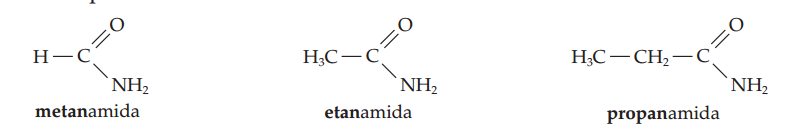 H—C
O
NH₂
metanamida
H₃C—C
O
NH₂
etanamida
H₃C—CH₂—C
O
NH₂
propanamida